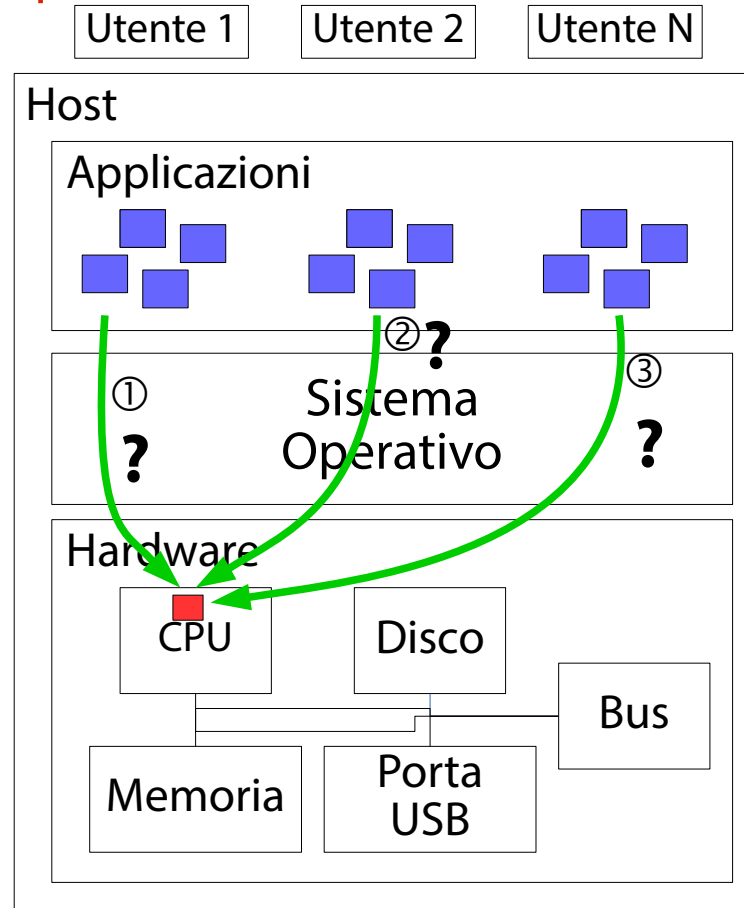 Utente 1
Utente 2
Utente N
Host
Applicazioni
②?
①
③
Sistema
Operativo
?
?
Hardware
CPU
Disco
Bus
Memoria
Porta
USB